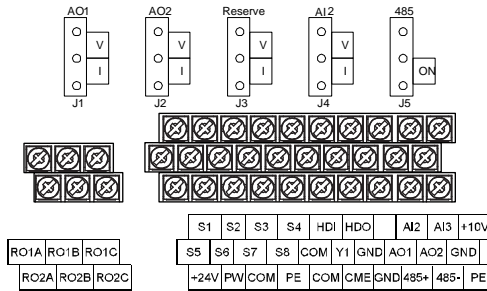 AO1 AO2 Reserve AI2 485
V V V V
I I I I ON
J1 J2 J3 J4 J5
S1 S2 S3 S4 HDI HDO AI2 AI3 +10V
RO1A RO1B RO1C S5 S6 S7 S8 COM Y1 GND AO1 AO2 GND
RO2A RO2B RO2C +24V PW COM PE COM CME GND 485+ 485- PE